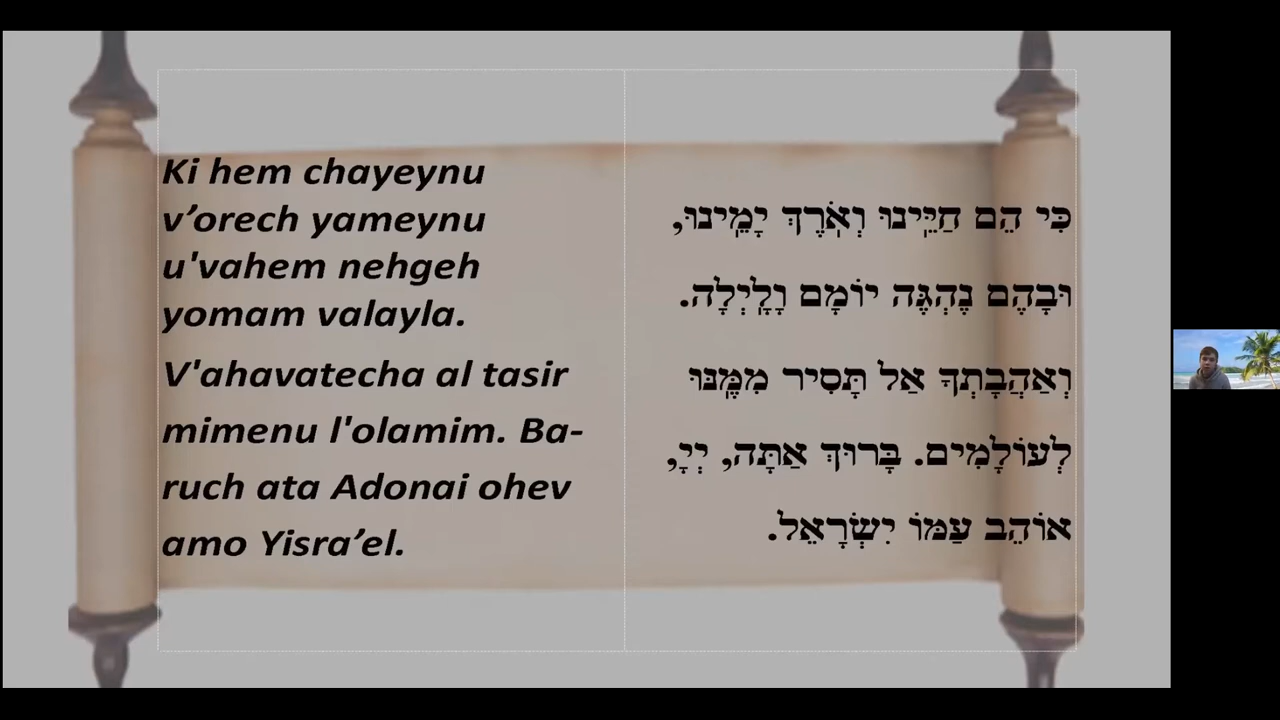 Ki hem chayeynu
v’orech yameynu
u'vahem nehgeh
yomam valayla.
V'ahavatecha al tasir
mimenu l'olamim. Ba-
ruch ata Adonai ohev
amo Yisra’el.
כִּי הֵם חַיֵּֽינוּ וְאֹֽרֶךְ יָמֵֽינוּ,
וּבָהֶם נֶהְגֶּה יוֹמָם וָלָֽיְלָה.
וְאַהֲבָתְךָ אַל תָּסִיר מִמֶּֽנּוּ
לְעוֹלָמִים. בָּרוּךְ אַתָּה, יְיָ,
אוֹהֵב עַמּוֹ יִשְׂרָאֵל.